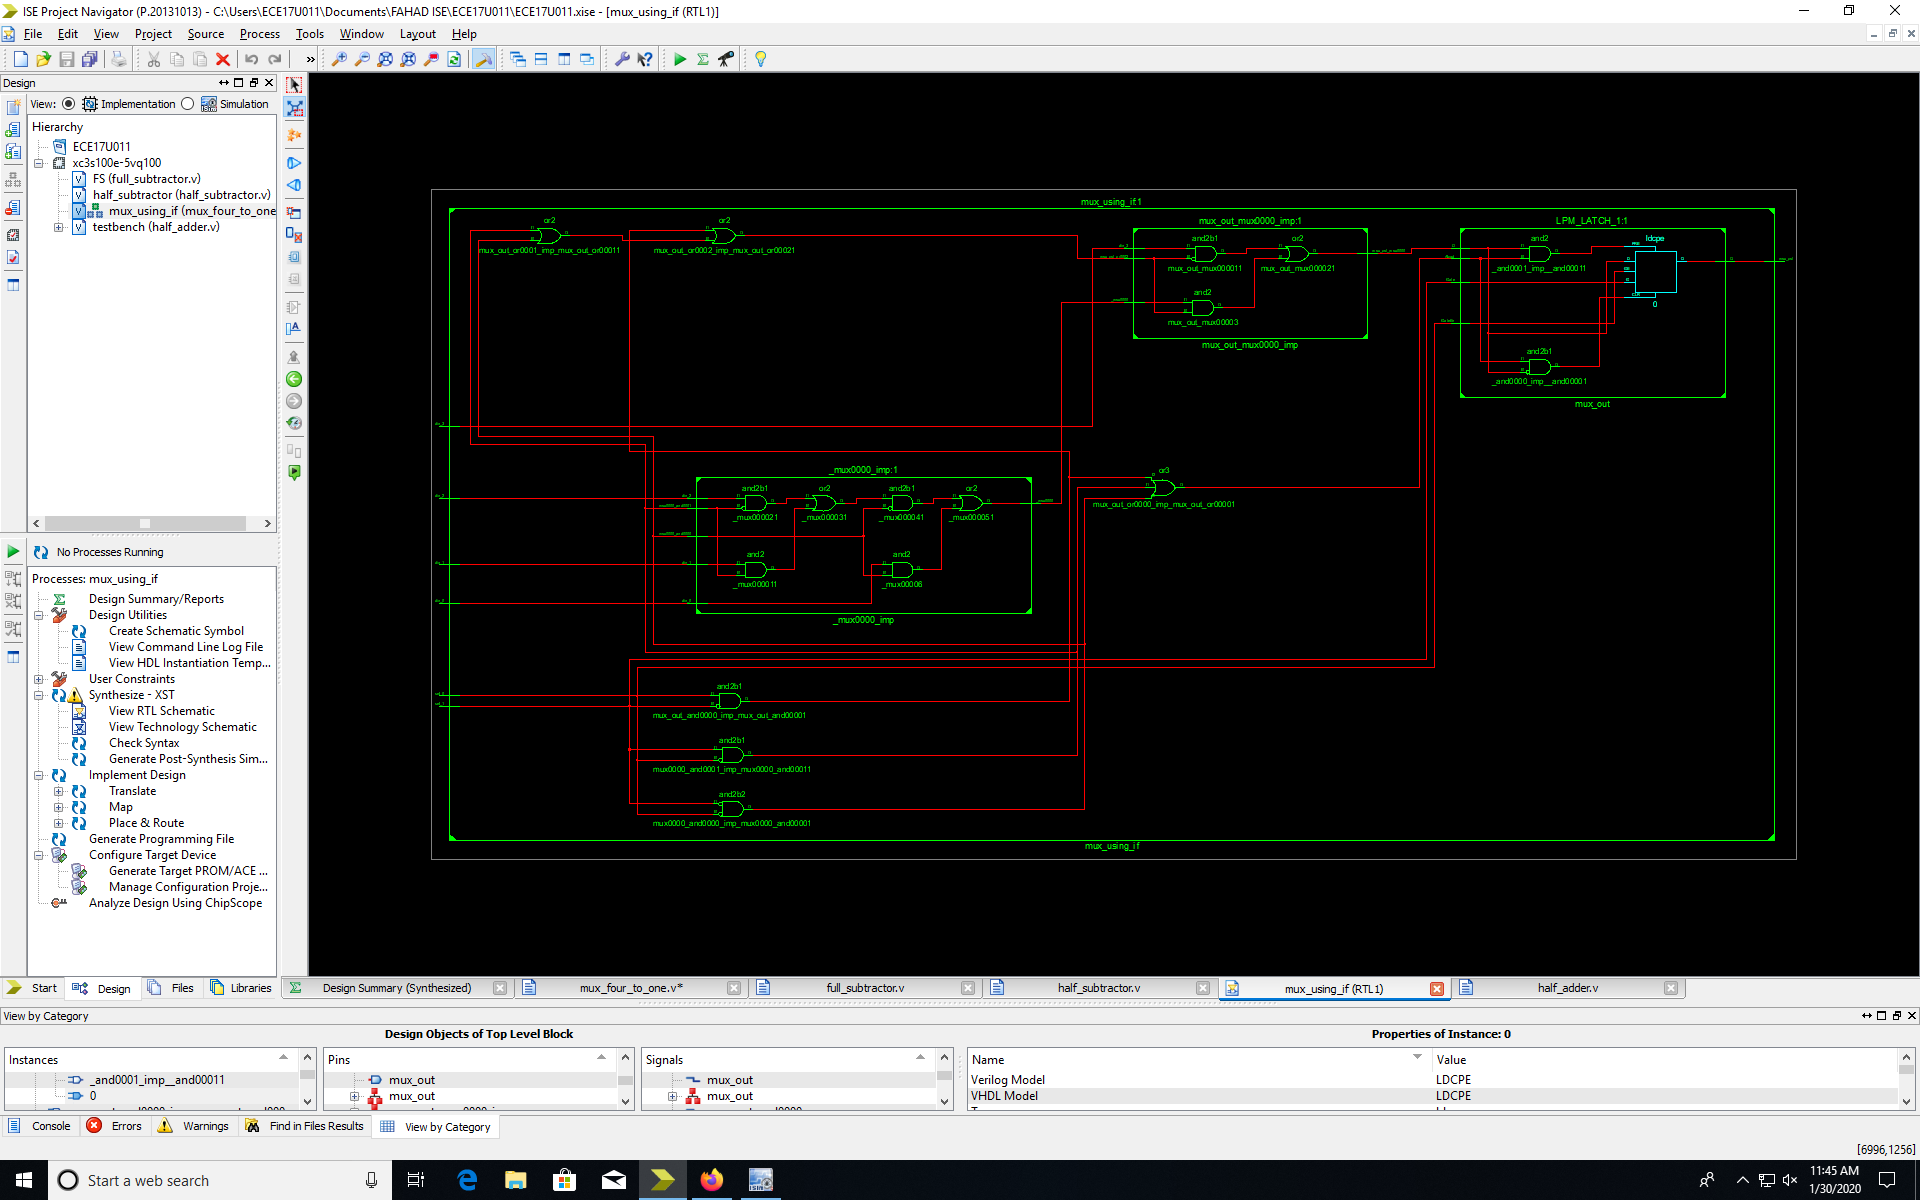 ISE Project Navigator (P.20131013) - C:\Users\ECE17U011\Documents\FAHAD ISE\ECE17U011\ECE17U011.xise - [mux_using_if (RTL1)]
File Edit View Project Source Process Tools Window Layout Help
Design
View: Implementation Simulation
Hierarchy
ECE17U011
xc3s100e-5vq100
FS (full_subtractor.v)
half_subtractor (half_subtractor.v)
mux_using_if (mux_four_to_one
testbench (half_adder.v)
No Processes Running
Processes: mux_using_if
Design Summary/Reports
Design Utilities
Create Schematic Symbol
View Command Line Log File
View HDL Instantiation Temp...
User Constraints
Synthesize - XST
View RTL Schematic
View Technology Schematic
Check Syntax
Generate Post-Synthesis Sim...
Implement Design
Translate
Map
Place & Route
Generate Programming File
Configure Target Device
Generate Target PROM/ACE ...
Manage Configuration Proje...
Analyze Design Using ChipScope
Start Design Files Libraries
mux_using_if:1
or2
mux_out_or0001_imp_mux_out_or00011
or2
mux_out_or0002_imp_mux_out_or00021
mux_out_mux0000_imp:1
and2b1
mux_out_mux000011
or2
mux_out_mux000021
and2
mux_out_mux00003
mux_out_mux0000_imp
LPM_LATCH_1:1
and2
_and0001_imp__and00011
ldcpe
0
and2b1
_and0000_imp__and00001
mux_out
_mux0000_imp:1
and2b1
_mux000021
or2
_mux000031
and2b1
_mux000041
or2
_mux000051
and2
_mux000011
and2
_mux00006
_mux0000_imp
or3
mux_out_or0000_imp_mux_out_or00001
and2b1
mux_out_and0000_imp_mux_out_and00001
and2b1
mux0000_and0001_imp_mux0000_and00011
and2b2
mux0000_and0000_imp_mux0000_and00001
mux_using_if
Design Summary (Synthesized) mux_four_to_one.v* full_subtractor.v half_subtractor.v mux_using_if (RTL1) half_adder.v
View by Category
Design Objects of Top Level Block
Properties of Instance: 0
Instances
_and0001_imp__and00011
0
Pins
mux_out
mux_out
Signals
mux_out
mux_out
Name Value
Verilog Model LDCPE
VHDL Model LDCPE
Console Errors Warnings Find in Files Results View by Category
[6996,1256]
Start a web search
11:45 AM
1/30/2020